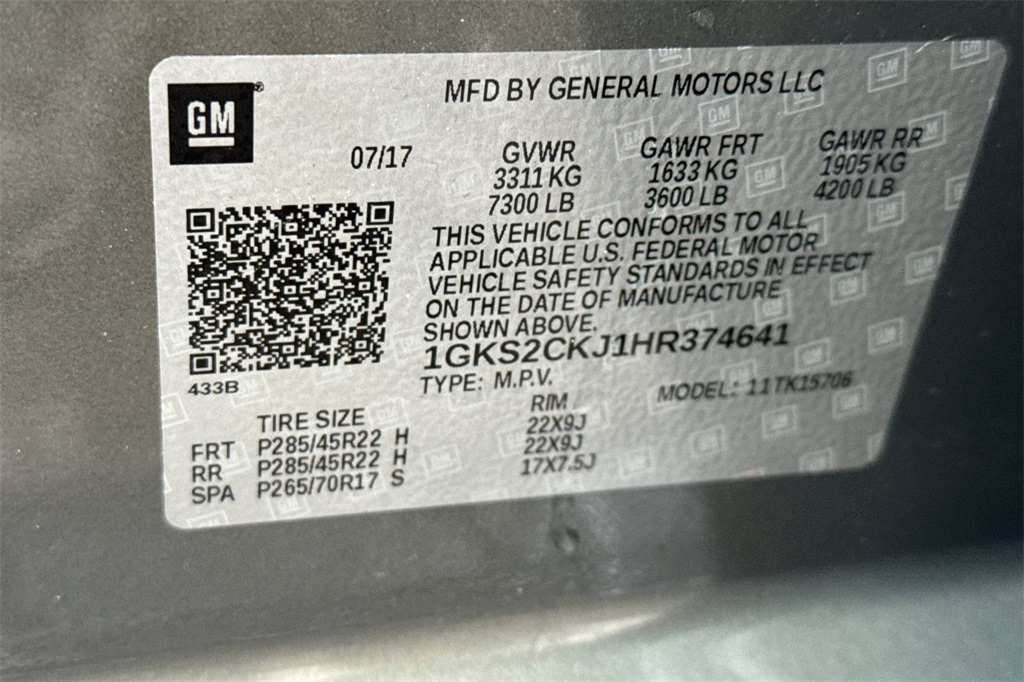 GM
MFD BY GENERAL MOTORS LLC
07/17
GVWR GAWR FRT GAWR RR
3311 KG 1633 KG 1905 KG
7300 LB 3600 LB 4200 LB
THIS VEHICLE CONFORMS TO ALL
APPLICABLE U.S. FEDERAL MOTOR
VEHICLE SAFETY STANDARDS IN EFFECT
ON THE DATE OF MANUFACTURE
SHOWN ABOVE.
1GKS2CKJ1HR374641
433B
TYPE: M.P.V. MODEL: 11TK15706
TIRE SIZE RIM
FRT P285/45R22 H 22X9J
RR P285/45R22 H 22X9J
SPA P265/70R17 S 17X7.5J